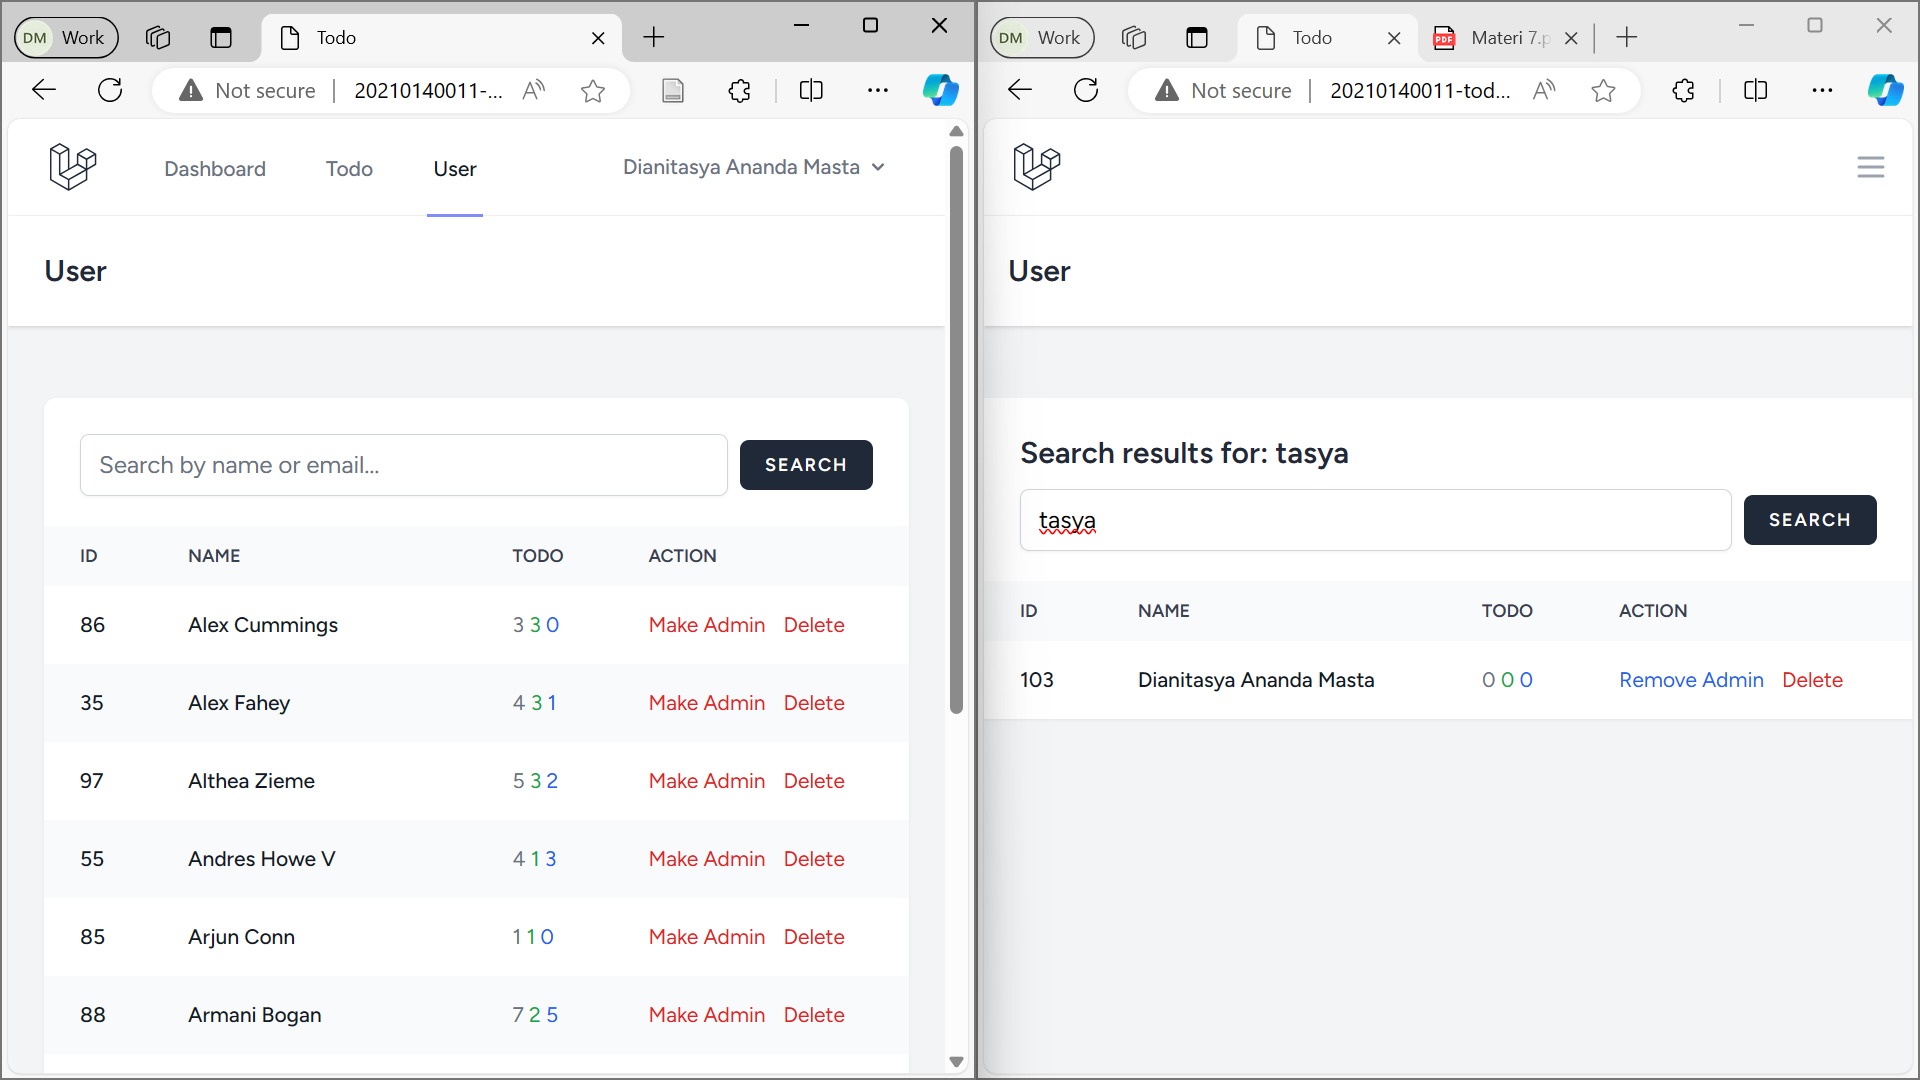 DM Work Todo
Not secure 20210140011-...
Dashboard Todo User Dianitasya Ananda Masta
User
Search by name or email...
SEARCH
ID NAME TODO ACTION
86 Alex Cummings 3 3 0 Make Admin Delete
35 Alex Fahey 4 3 1 Make Admin Delete
97 Althea Zieme 5 3 2 Make Admin Delete
55 Andres Howe V 4 1 3 Make Admin Delete
85 Arjun Conn 1 1 0 Make Admin Delete
88 Armani Bogan 7 2 5 Make Admin Delete
DM Work Todo PDF Materi 7.p
Not secure 20210140011-tod...
User
Search results for: tasya
tasya
SEARCH
ID NAME TODO ACTION
103 Dianitasya Ananda Masta 0 0 0 Remove Admin Delete